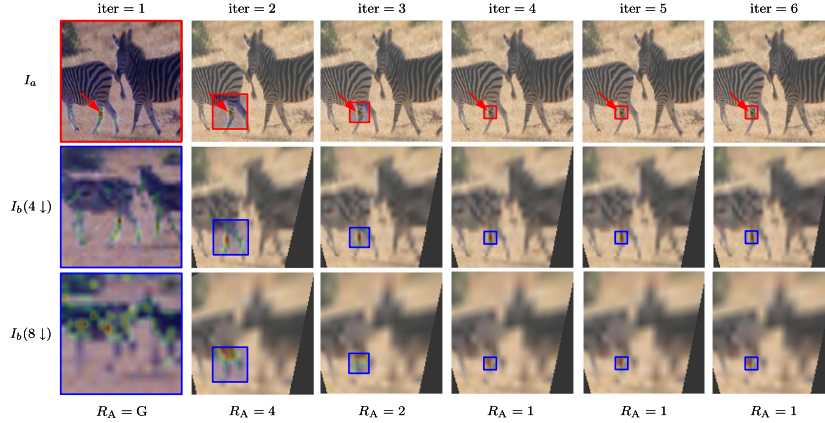 iter = 1 iter = 2 iter = 3 iter = 4 iter = 5 iter = 6
I_a
I_b(4 ↓)
I_b(8 ↓)
R_A = G R_A = 4 R_A = 2 R_A = 1 R_A = 1 R_A = 1